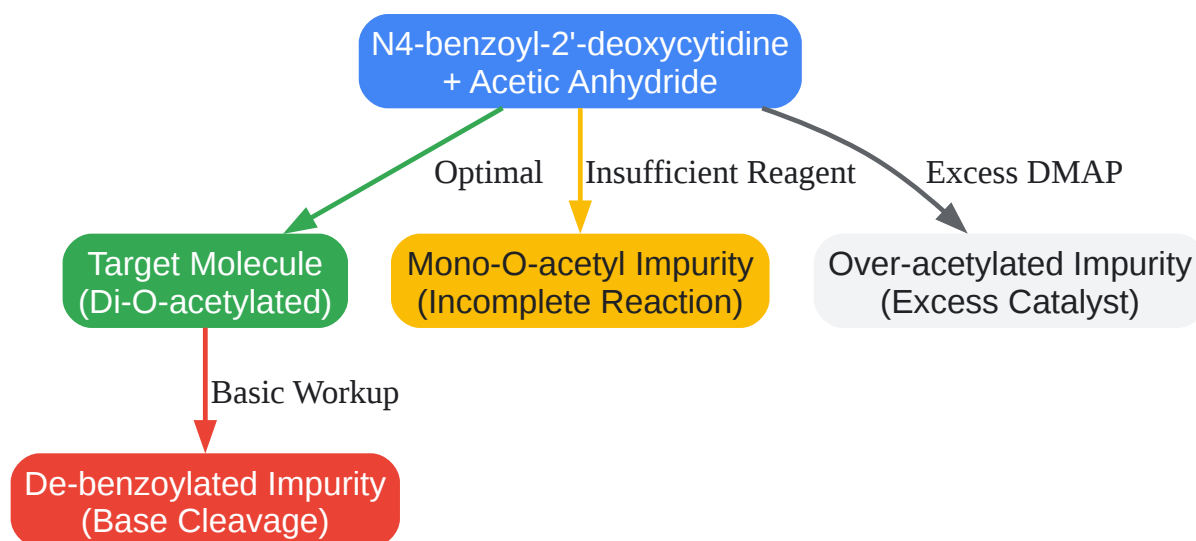 N4-benzoyl-2'-deoxycytidine
+ Acetic Anhydride
Optimal
Insufficient Reagent
Excess DMAP
Target Molecule
(Di-O-acetylated)
Mono-O-acetyl Impurity
(Incomplete Reaction)
Over-acetylated Impurity
(Excess Catalyst)
Basic Workup
De-benzoylated Impurity
(Base Cleavage)